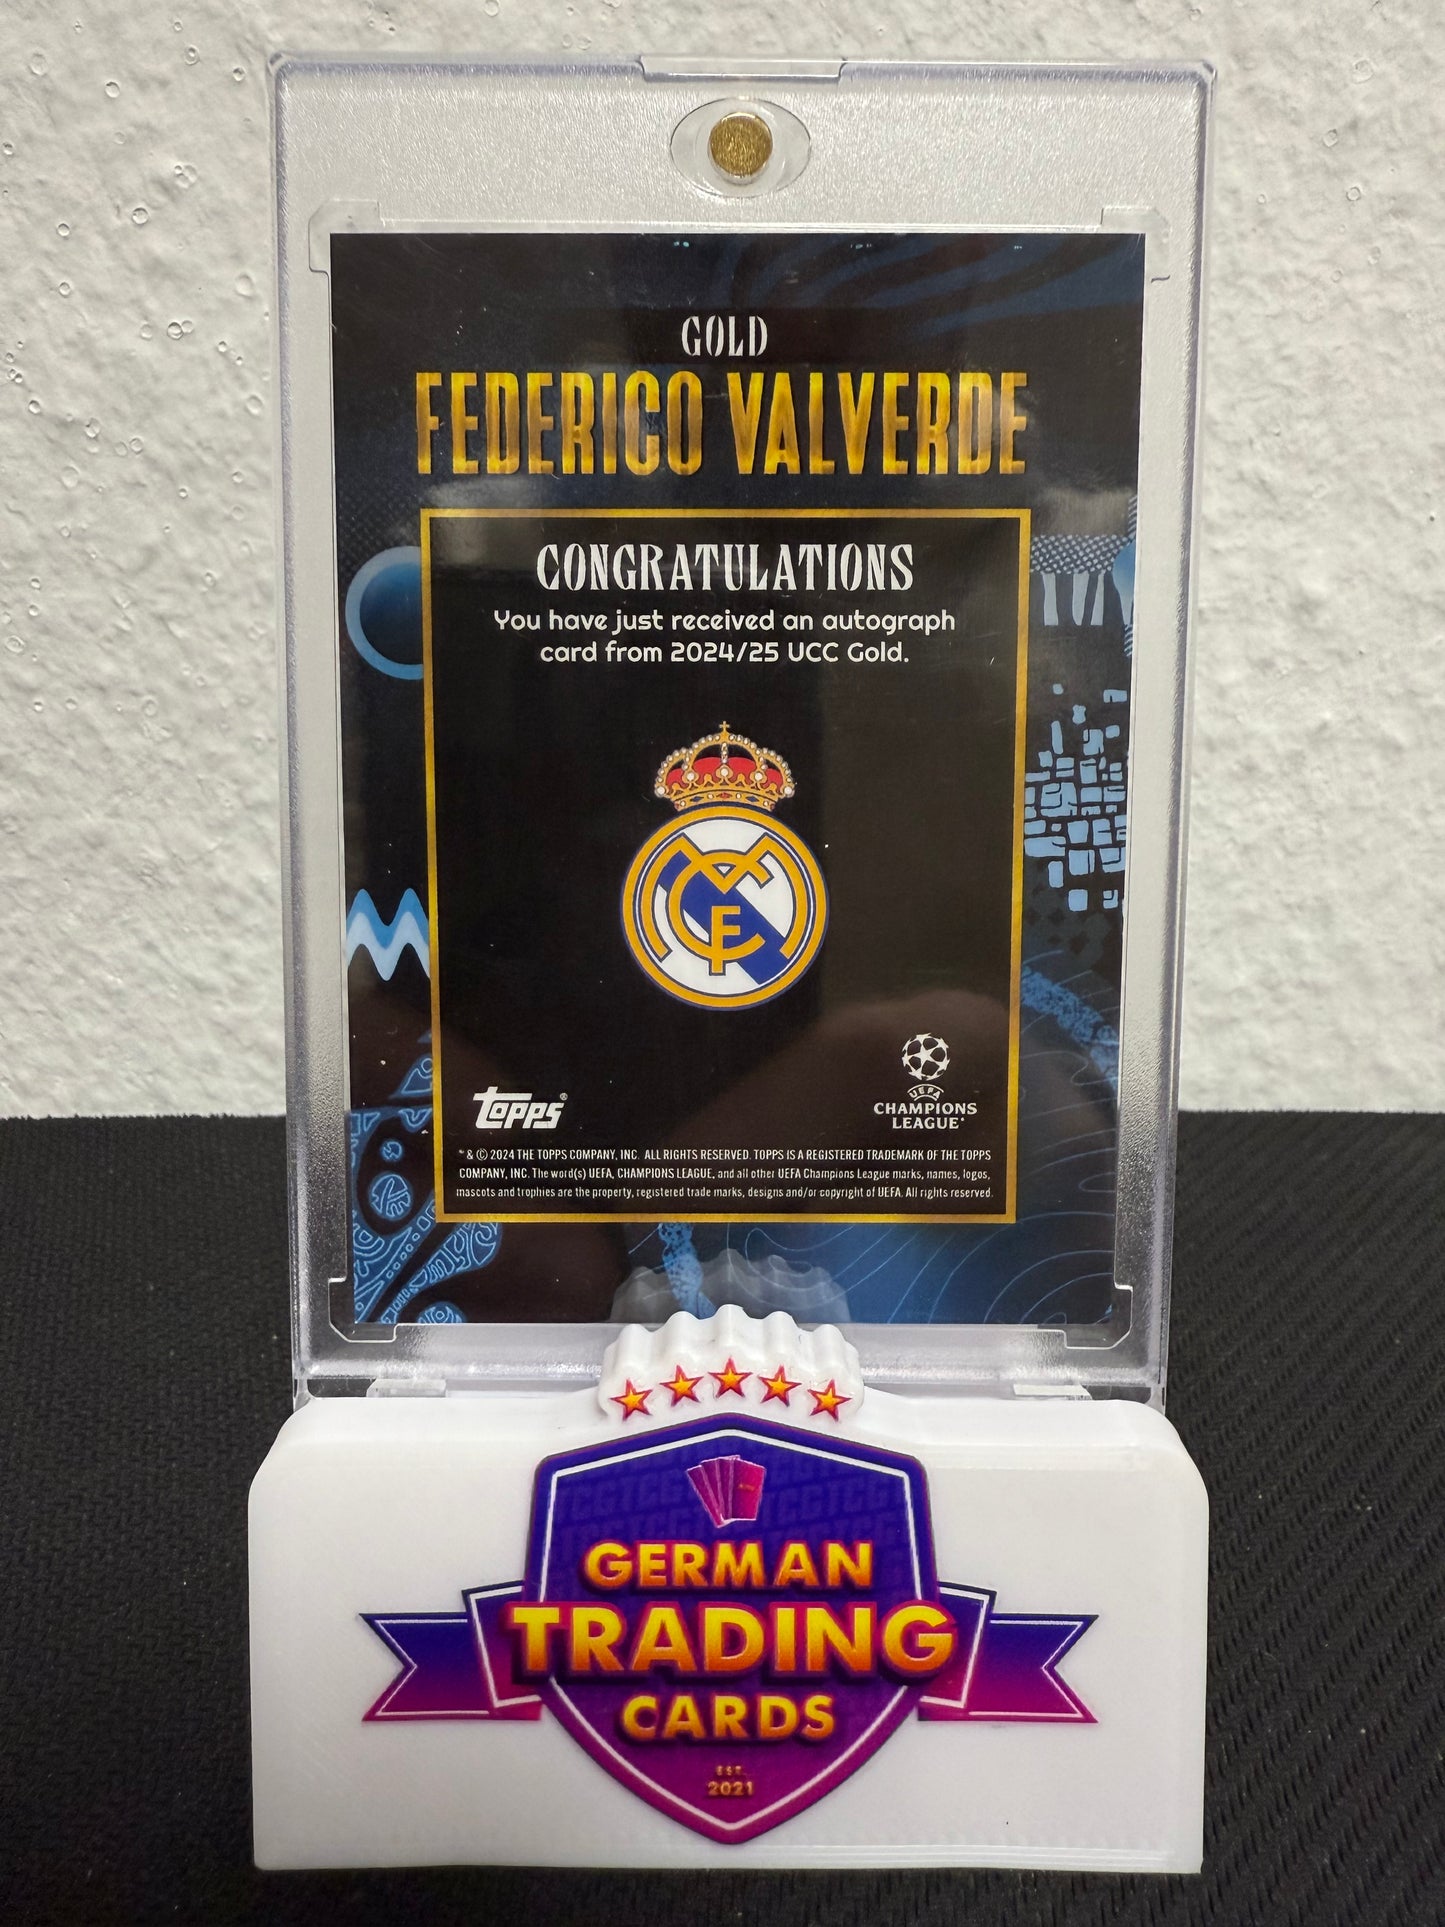 GOLD
FEDERICO VALVERDE
CONGRATULATIONS
You have just received an autograph
card from 2024/25 UCC Gold.
topps®
UEFA
CHAMPIONS
LEAGUE
® & © 2024 THE TOPPS COMPANY, INC. ALL RIGHTS RESERVED. TOPPS IS A REGISTERED TRADEMARK OF THE TOPPS
COMPANY, INC. The word(s) UEFA, CHAMPIONS LEAGUE, and all other UEFA Champions League marks, names, logos,
mascots and trophies are the property, registered trade marks, designs and/or copyright of UEFA. All rights reserved.
GERMAN
TRADING
CARDS
EST.
2021